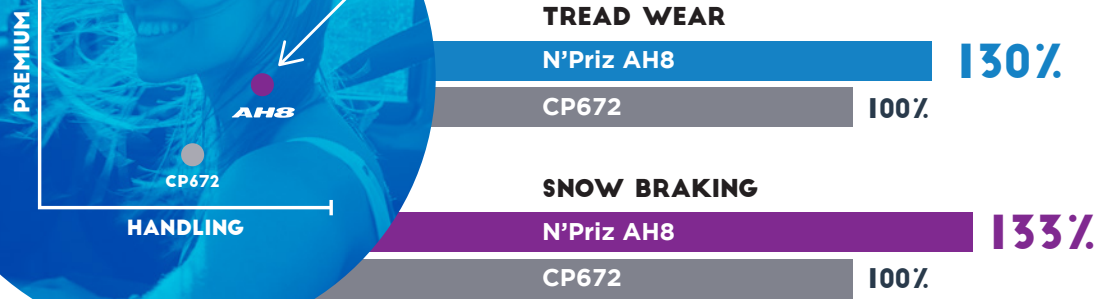 PREMIUM
AH8
CP672
HANDLING
TREAD WEAR
N'Priz AH8
130%
CP672
100%
SNOW BRAKING
N'Priz AH8
133%
CP672
100%